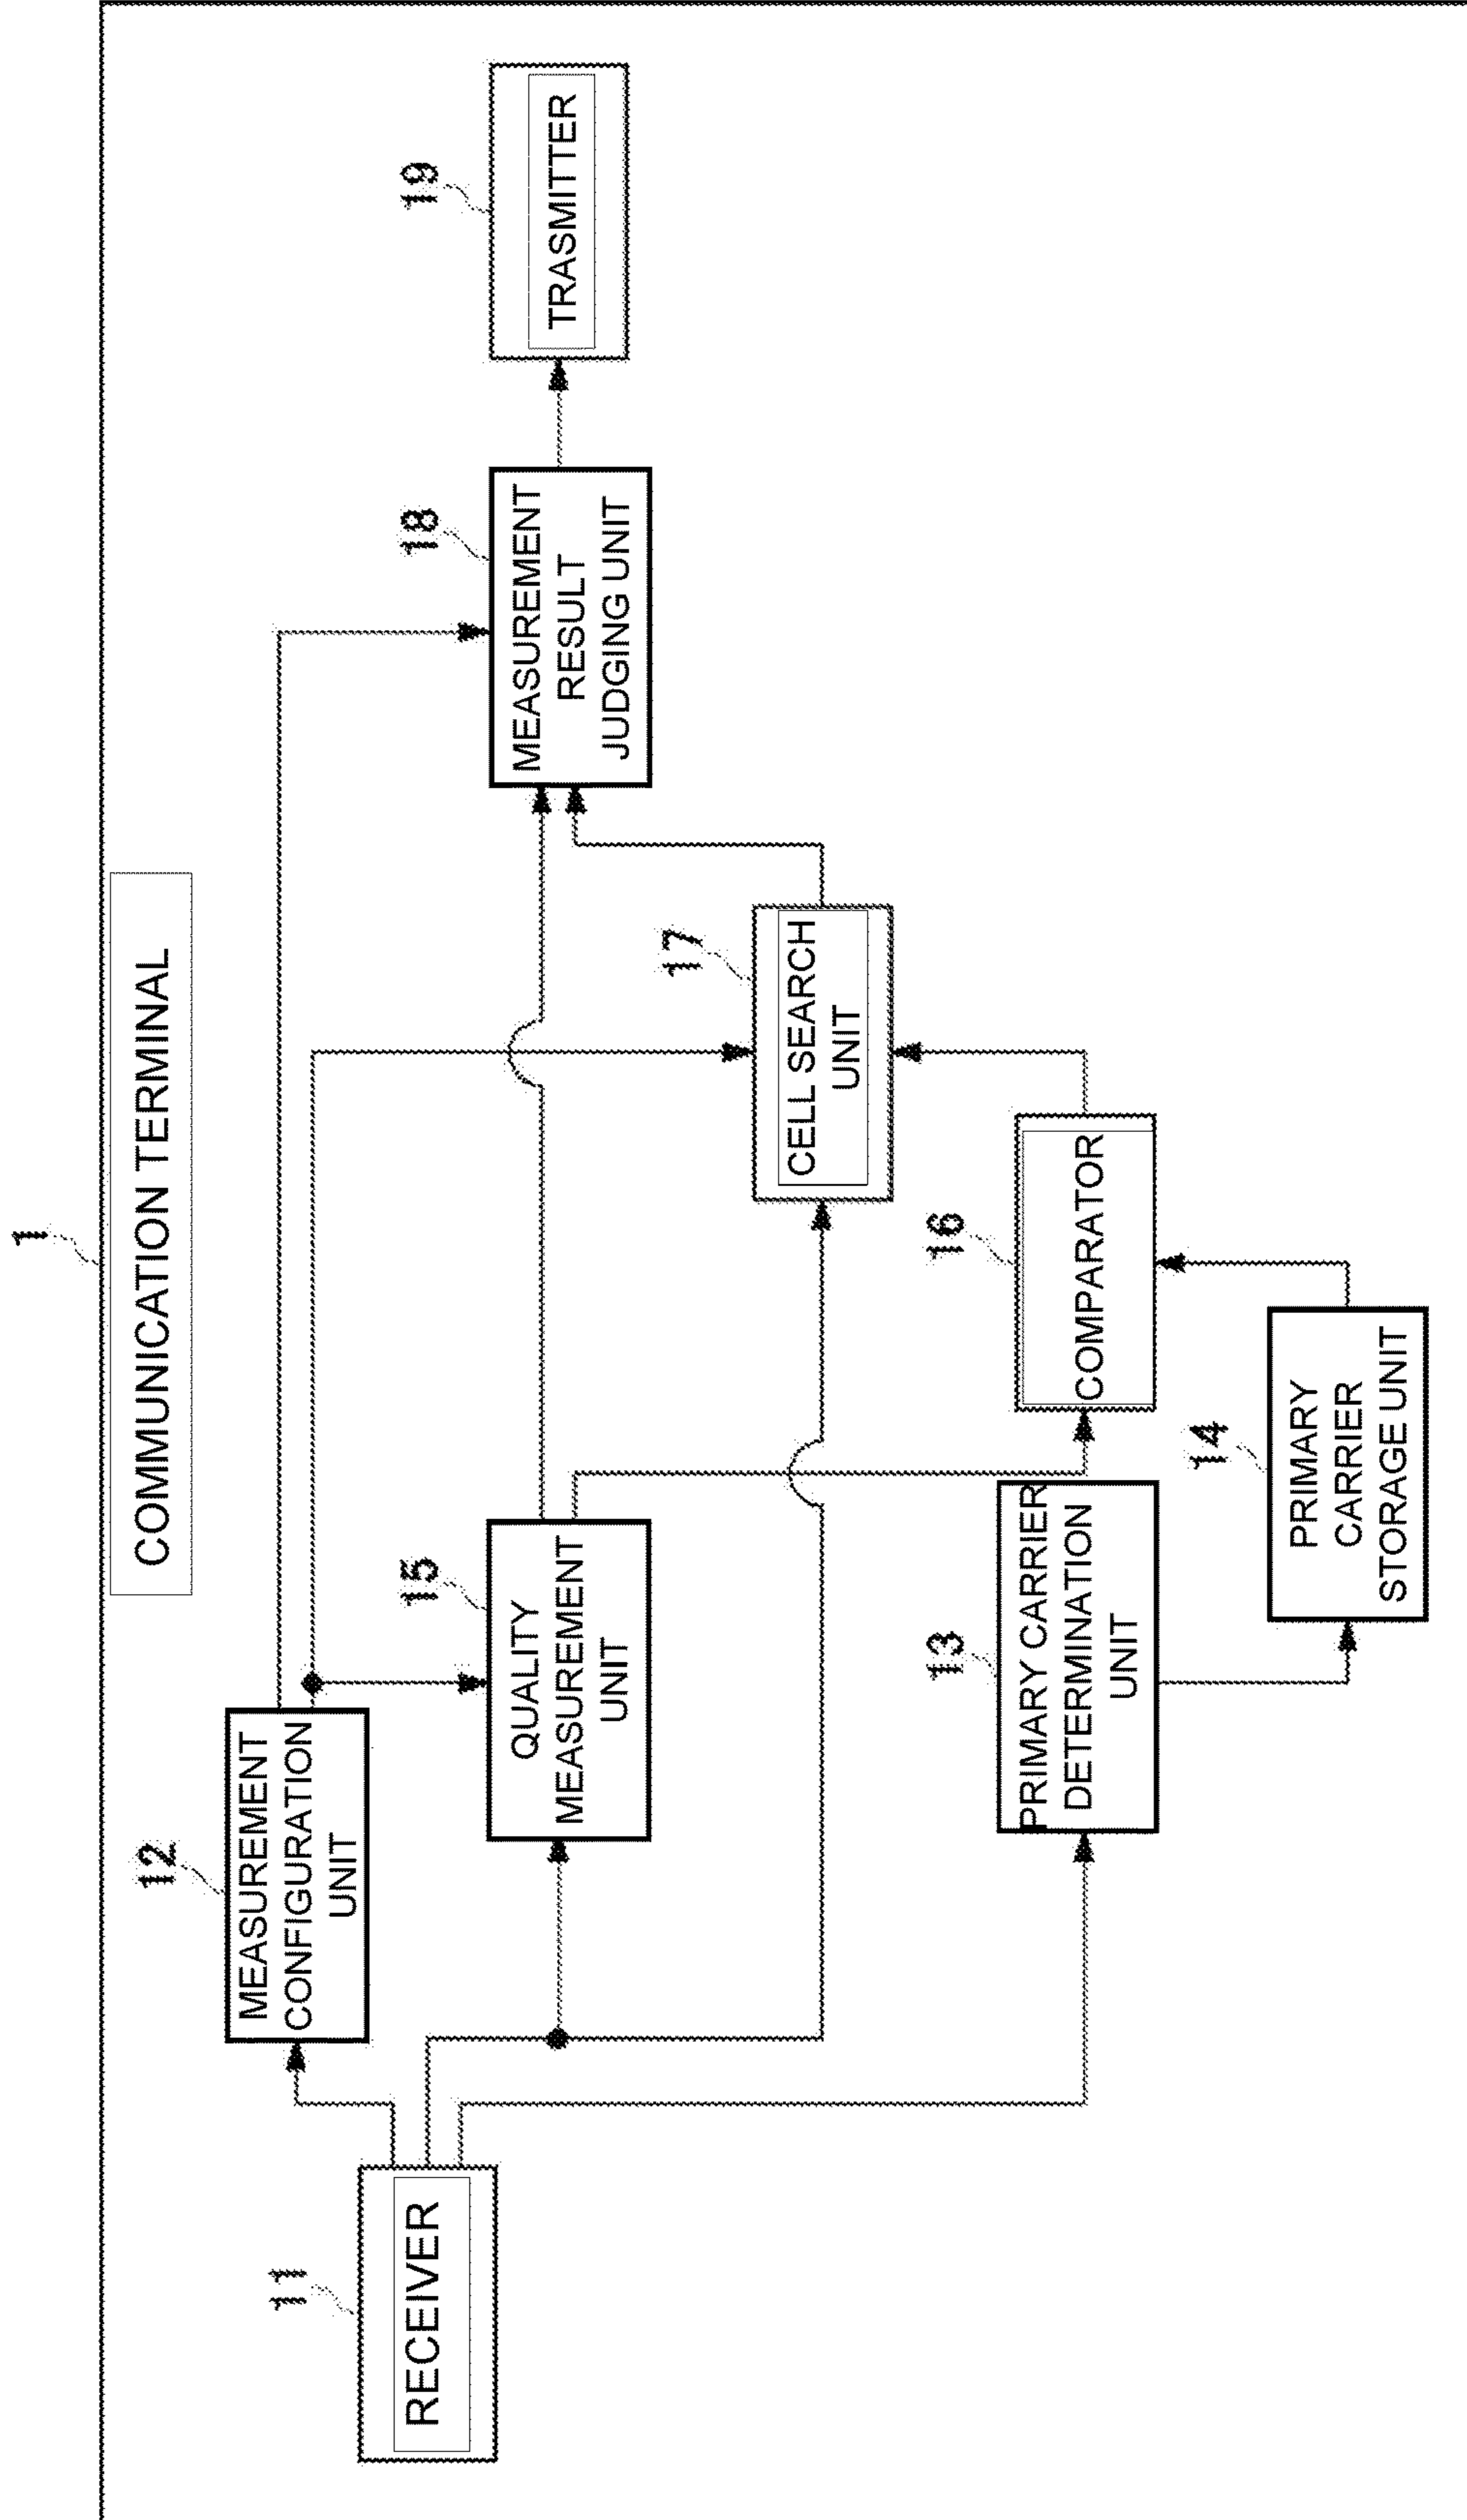 1
COMMUNICATION TERMINAL
11
RECEIVER
12
MEASUREMENT
CONFIGURATION
UNIT
15
QUALITY
MEASUREMENT
UNIT
13
PRIMARY CARRIER
DETERMINATION
UNIT
14
PRIMARY
CARRIER
STORAGE UNIT
16
COMPARATOR
17
CELL SEARCH
UNIT
18
MEASUREMENT
RESULT
JUDGING UNIT
19
TRASMITTER